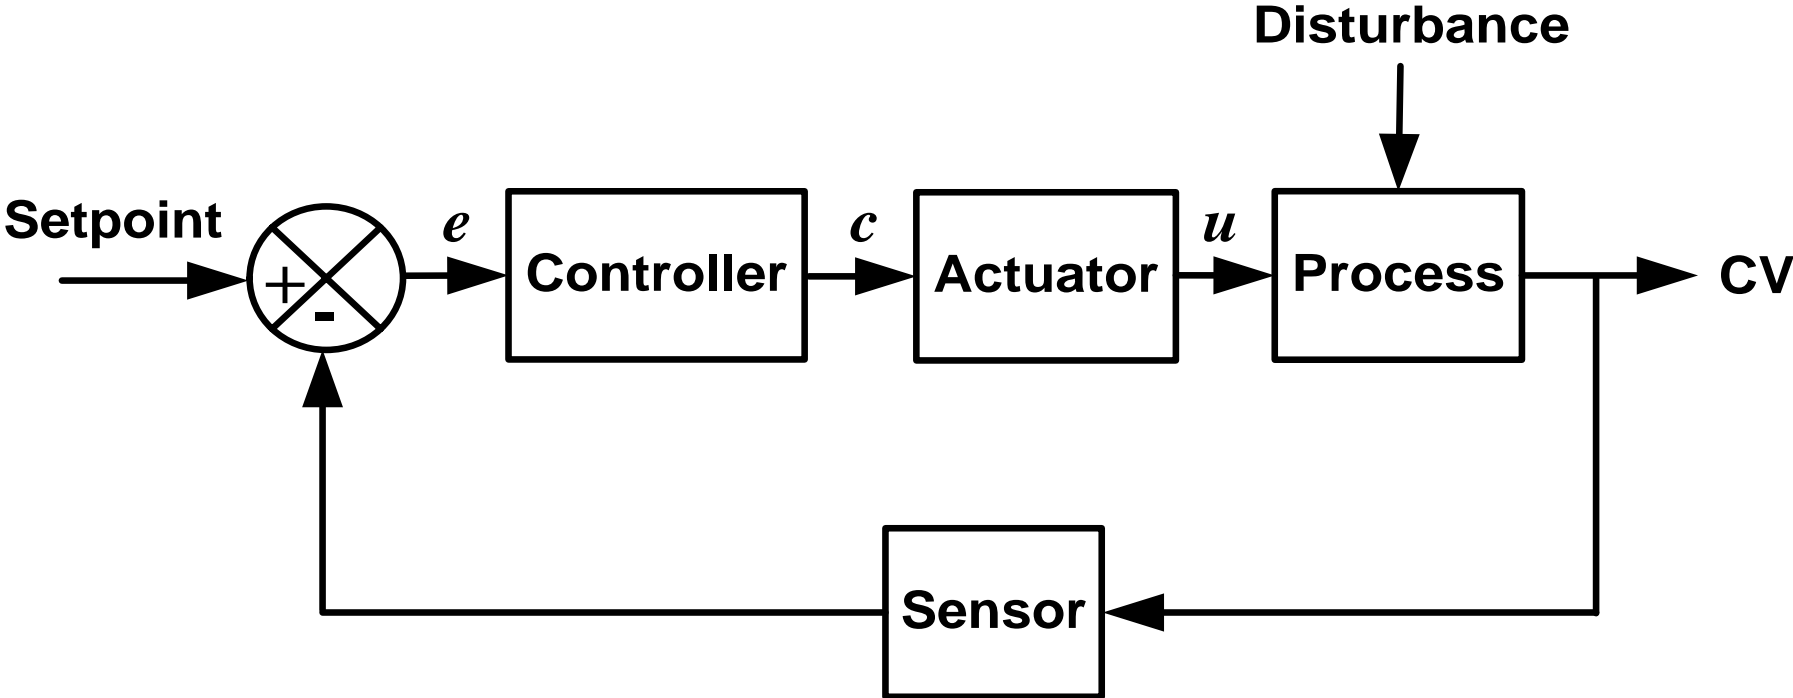 Disturbance
Setpoint
e
c
u
+
-
Controller
Actuator
Process
CV
Sensor